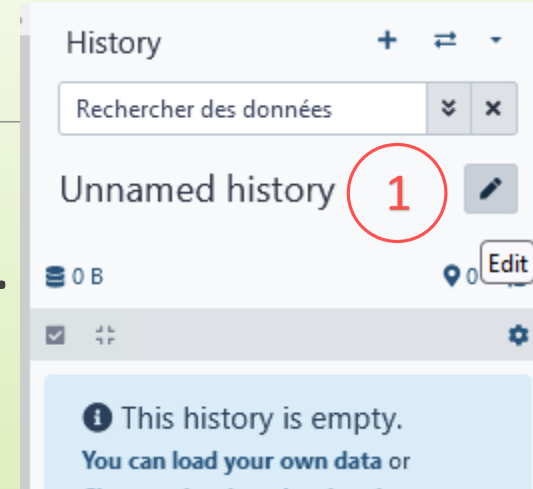 History
Rechercher des données
Unnamed history 1
Edit
0 B 0
This history is empty.
You can load your own data or